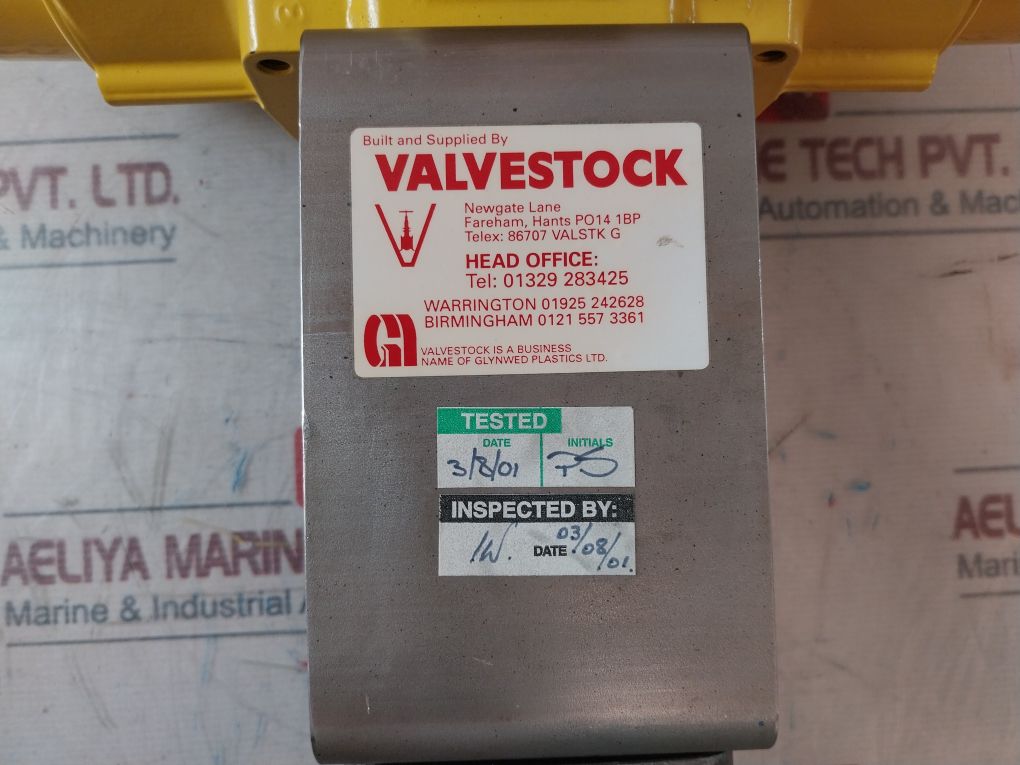 3
PVT. LTD.
& Machinery
E TECH PVT.
Automation & Mach
Built and Supplied By
VALVESTOCK
Newgate Lane
Fareham, Hants PO14 1BP
Telex: 86707 VALSTK G
HEAD OFFICE:
Tel: 01329 283425
WARRINGTON 01925 242628
BIRMINGHAM 0121 557 3361
VALVESTOCK IS A BUSINESS
NAME OF GLYNWED PLASTICS LTD.
TESTED
DATE INITIALS
3/8/01
INSPECTED BY:
IW. DATE 03/08/01.
AELIYA MARIN
Marine & Industrial A
AEL
Mari